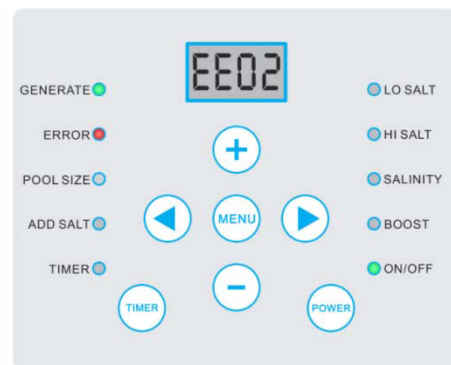 EE02
GENERATE
LO SALT
ERROR
HI SALT
POOL SIZE
SALINITY
ADD SALT
MENU
BOOST
TIMER
ON/OFF
TIMER
POWER